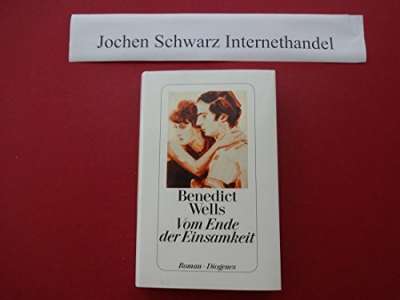 Jochen Schwarz Internethandel
Benedict
Wells
Vom Ende
der Einsamkeit
Roman · Diogenes